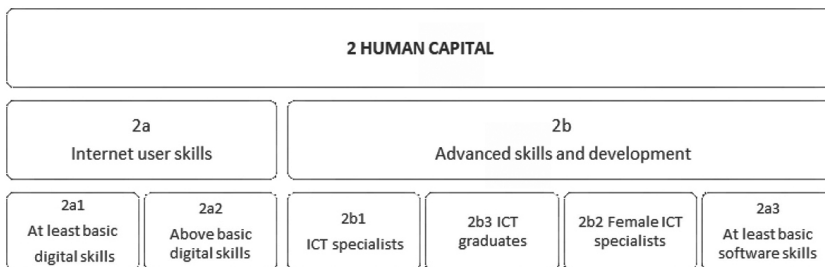 2 HUMAN CAPITAL
2a
Internet user skills
2b
Advanced skills and development
2a1
At least basic
digital skills
2a2
Above basic
digital skills
2b1
ICT specialists
2b3 ICT
graduates
2b2 Female ICT
specialists
2a3
At least basic
software skills